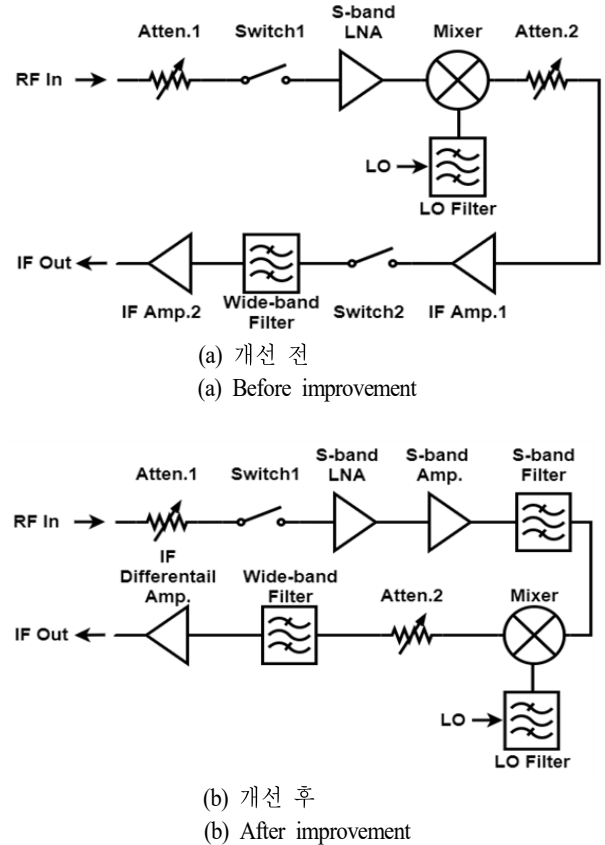 S-band
Atten.1 Switch1 LNA Mixer Atten.2
RF In
LO
LO Filter
IF Out
IF Amp.2 Wide-band Filter Switch2 IF Amp.1
(a) 개선 전
(a) Before improvement
S-band S-band S-band
Atten.1 Switch1 LNA Amp. Filter
RF In
IF
Differentail Wide-band
Amp. Filter Atten.2 Mixer
IF Out
LO
LO Filter
(b) 개선 후
(b) After improvement